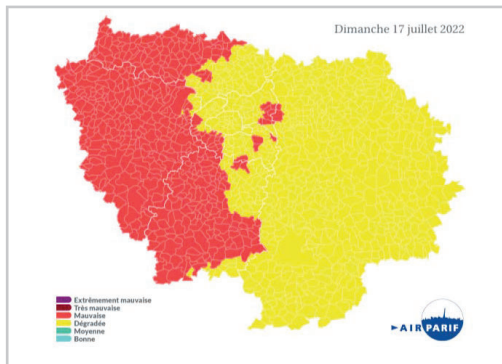 Dimanche 17 juillet 2022
Extrêmement mauvaise
Très mauvaise
Mauvaise
Dégradée
Moyenne
Bonne
AIRPARIF